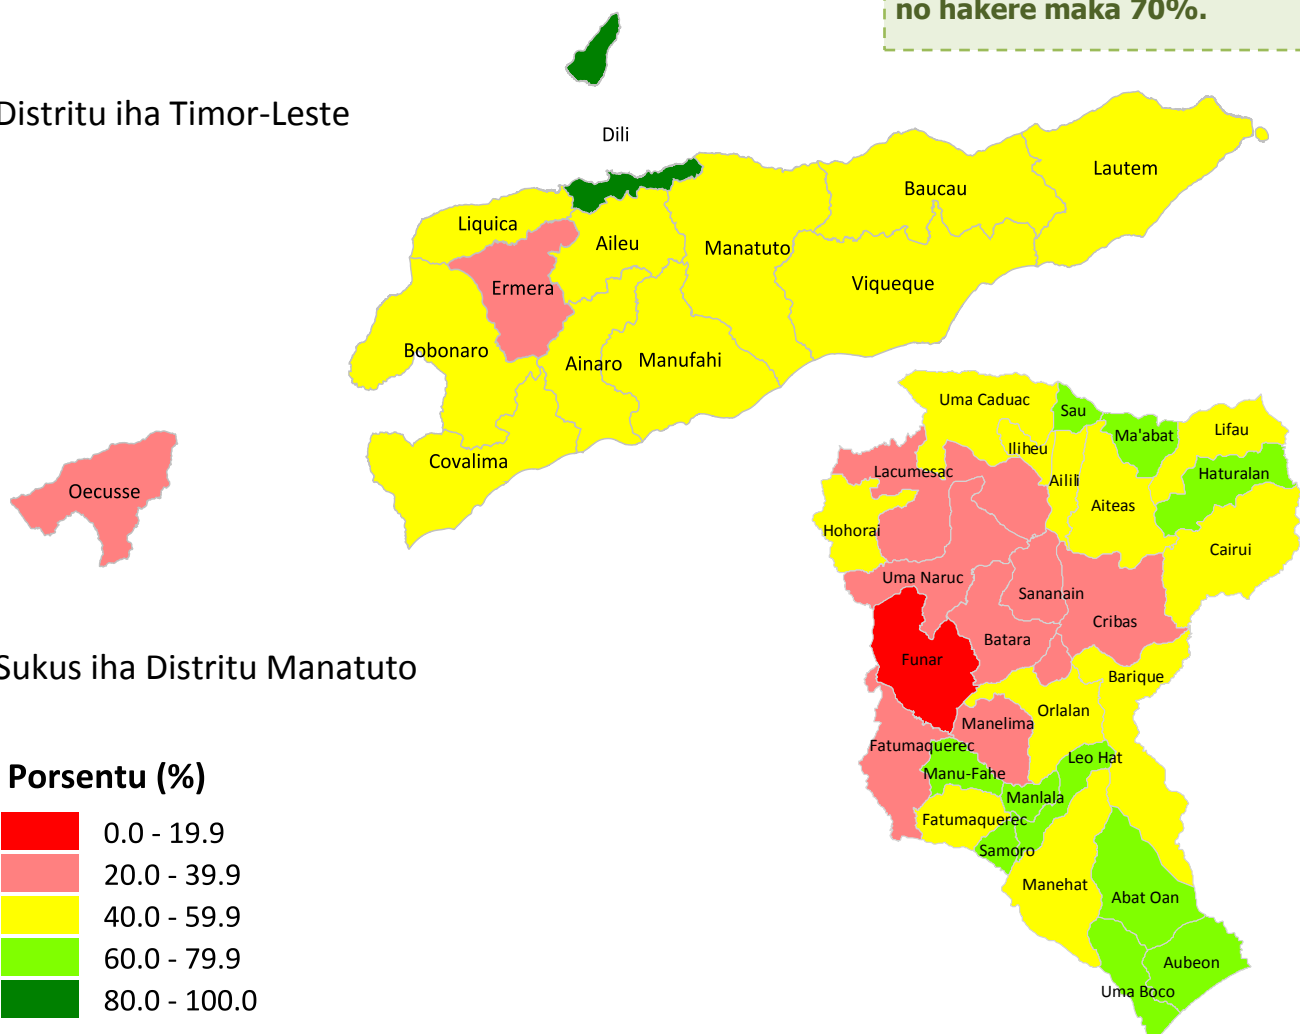 no hakere maka 70%.
Distritu iha Timor-Leste
Dili
Lautem
Baucau
Liquica
Aileu
Manatuto
Viqueque
Ermera
Bobonaro
Ainaro
Manufahi
Covalima
Oecusse
Uma Caduac
Sau
Ma'abat
Lifau
Iliheu
Lacumesac
Ailili
Haturalan
Aiteas
Hohorai
Cairui
Uma Naruc
Sananain
Cribas
Batara
Funar
Barique
Orlalan
Manelima
Fatumaquerec
Leo Hat
Manu-Fahe
Manlala
Fatumaquerec
Samoro
Manehat
Abat Oan
Aubeon
Uma Boco
Sukus iha Distritu Manatuto
Porsentu (%)
0.0 - 19.9
20.0 - 39.9
40.0 - 59.9
60.0 - 79.9
80.0 - 100.0